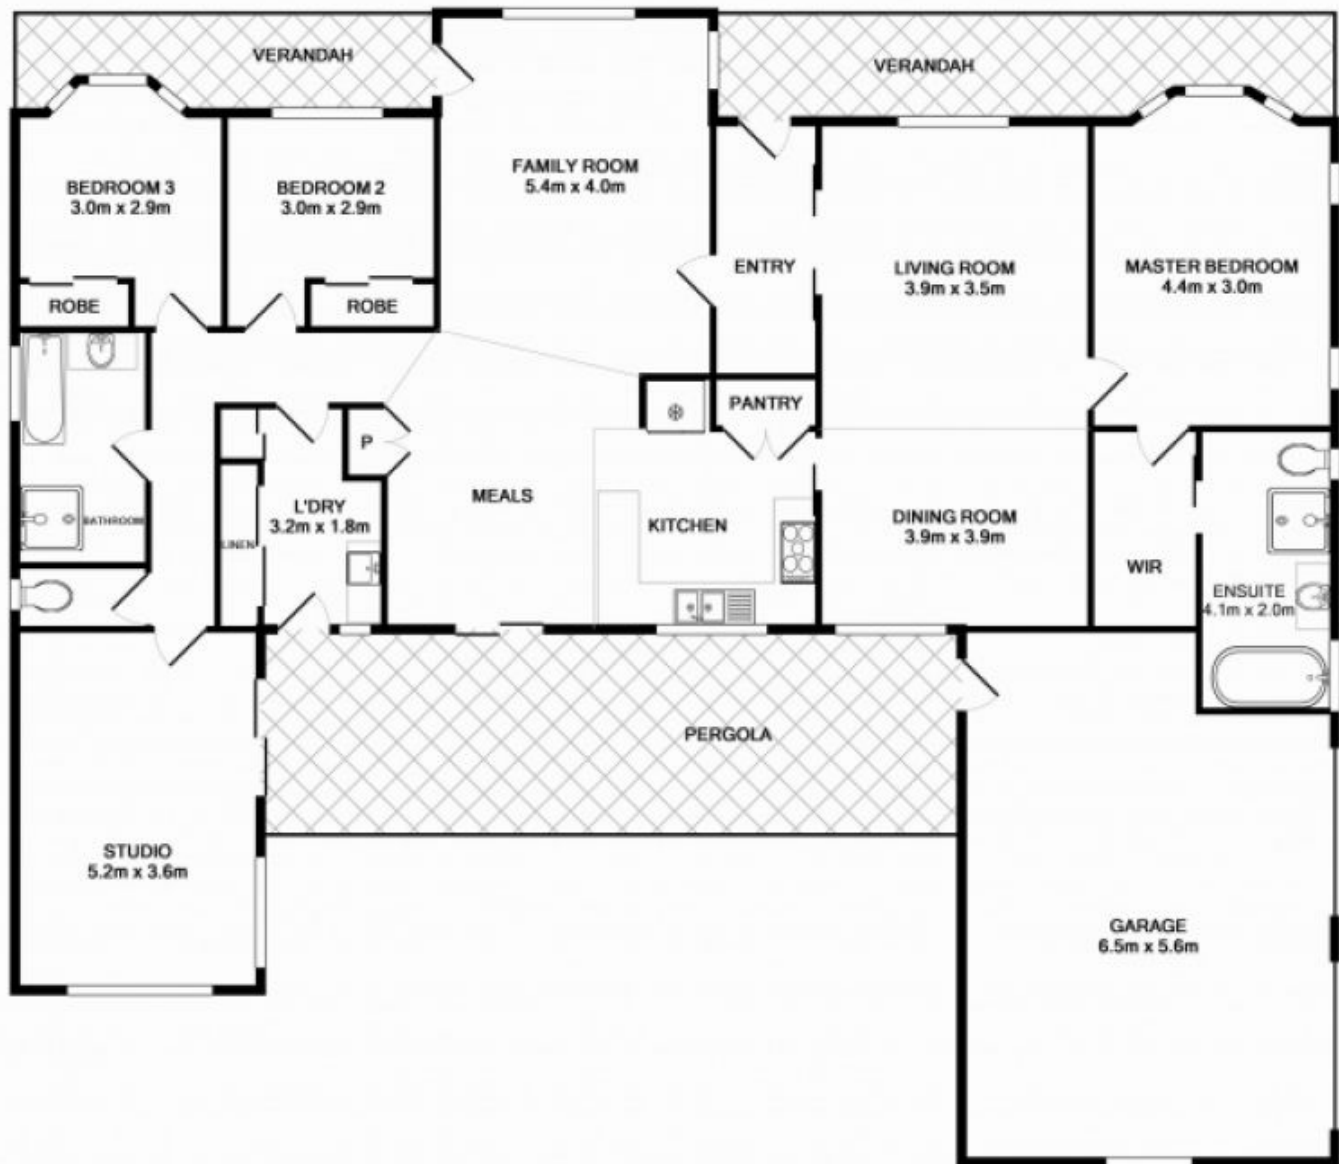 VERANDAH
VERANDAH
BEDROOM 3
3.0m x 2.9m
BEDROOM 2
3.0m x 2.9m
FAMILY ROOM
5.4m x 4.0m
ENTRY
LIVING ROOM
3.9m x 3.5m
MASTER BEDROOM
4.4m x 3.0m
ROBE
ROBE
PANTRY
P
MEALS
L'DRY
3.2m x 1.8m
KITCHEN
DINING ROOM
3.9m x 3.9m
BATHROOM
LINEN
WIR
ENSUITE
4.1m x 2.0m
PERGOLA
STUDIO
5.2m x 3.6m
GARAGE
6.5m x 5.6m